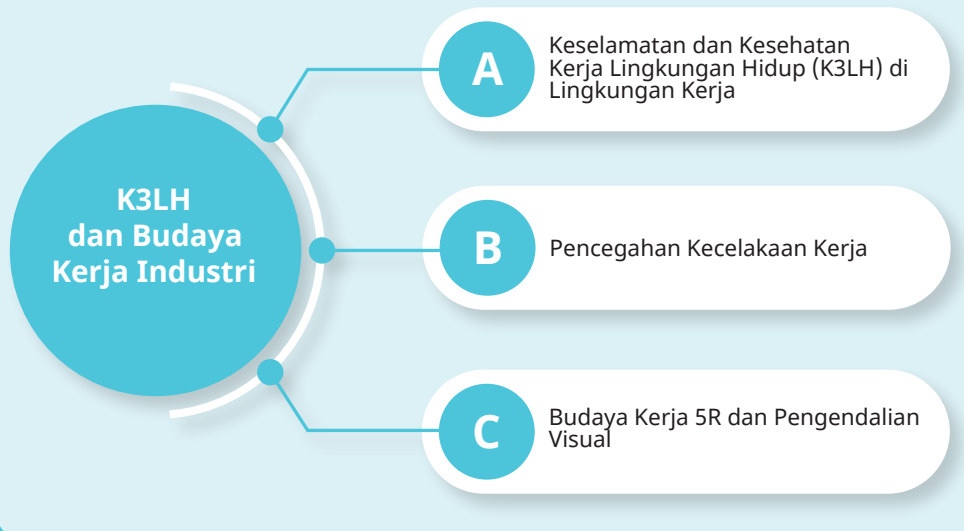 K3LH
dan Budaya
Kerja Industri
A
Keselamatan dan Kesehatan
Kerja Lingkungan Hidup (K3LH) di
Lingkungan Kerja
B
Pencegahan Kecelakaan Kerja
C
Budaya Kerja 5R dan Pengendalian
Visual